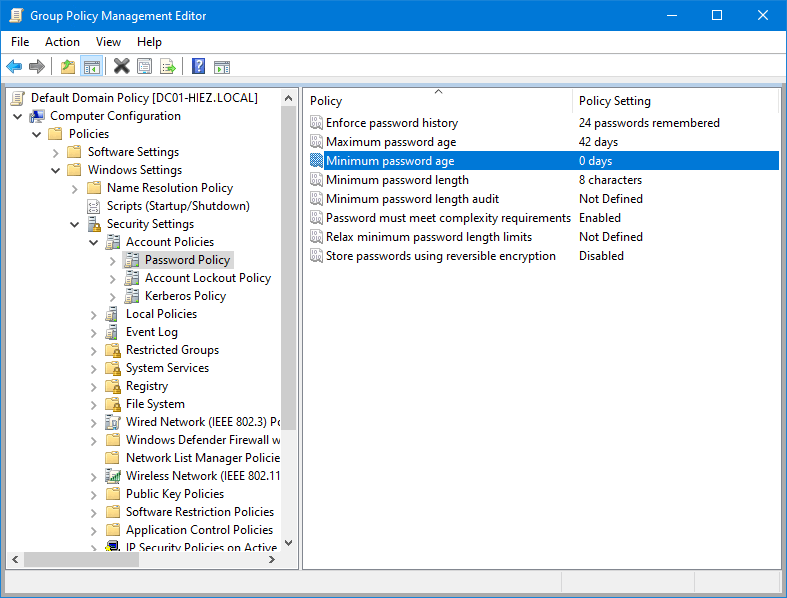 Group Policy Management Editor
File Action View Help
Default Domain Policy [DC01-HIEZ.LOCAL]
Computer Configuration
Policies
Software Settings
Windows Settings
Name Resolution Policy
Scripts (Startup/Shutdown)
Security Settings
Account Policies
Password Policy
Account Lockout Policy
Kerberos Policy
Local Policies
Event Log
Restricted Groups
System Services
Registry
File System
Wired Network (IEEE 802.3) Po
Windows Defender Firewall w
Network List Manager Policie
Wireless Network (IEEE 802.11
Public Key Policies
Software Restriction Policies
Application Control Policies
IP Security Policies on Active
Policy Policy Setting
Enforce password history 24 passwords remembered
Maximum password age 42 days
Minimum password age 0 days
Minimum password length 8 characters
Minimum password length audit Not Defined
Password must meet complexity requirements Enabled
Relax minimum password length limits Not Defined
Store passwords using reversible encryption Disabled